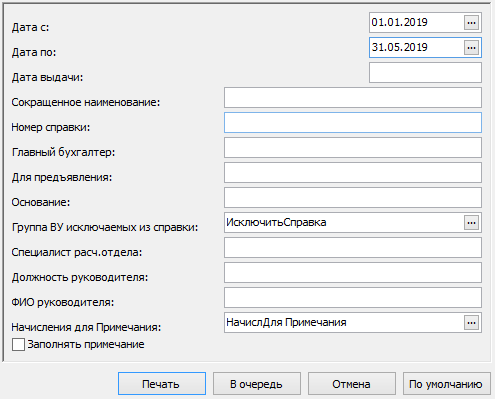 Дата с: 01.01.2019 ...
Дата по: 31.05.2019 ...
Дата выдачи:
Сокращенное наименование:
Номер справки:
Главный бухгалтер:
Для предъявления:
Основание:
Группа ВУ исключаемых из справки: ИсключитьСправка ...
Специалист расч.отдела:
Должность руководителя:
ФИО руководителя:
Начисления для Примечания: НачислДля Примечания ...
Заполнять примечание
Печать В очередь Отмена По умолчанию